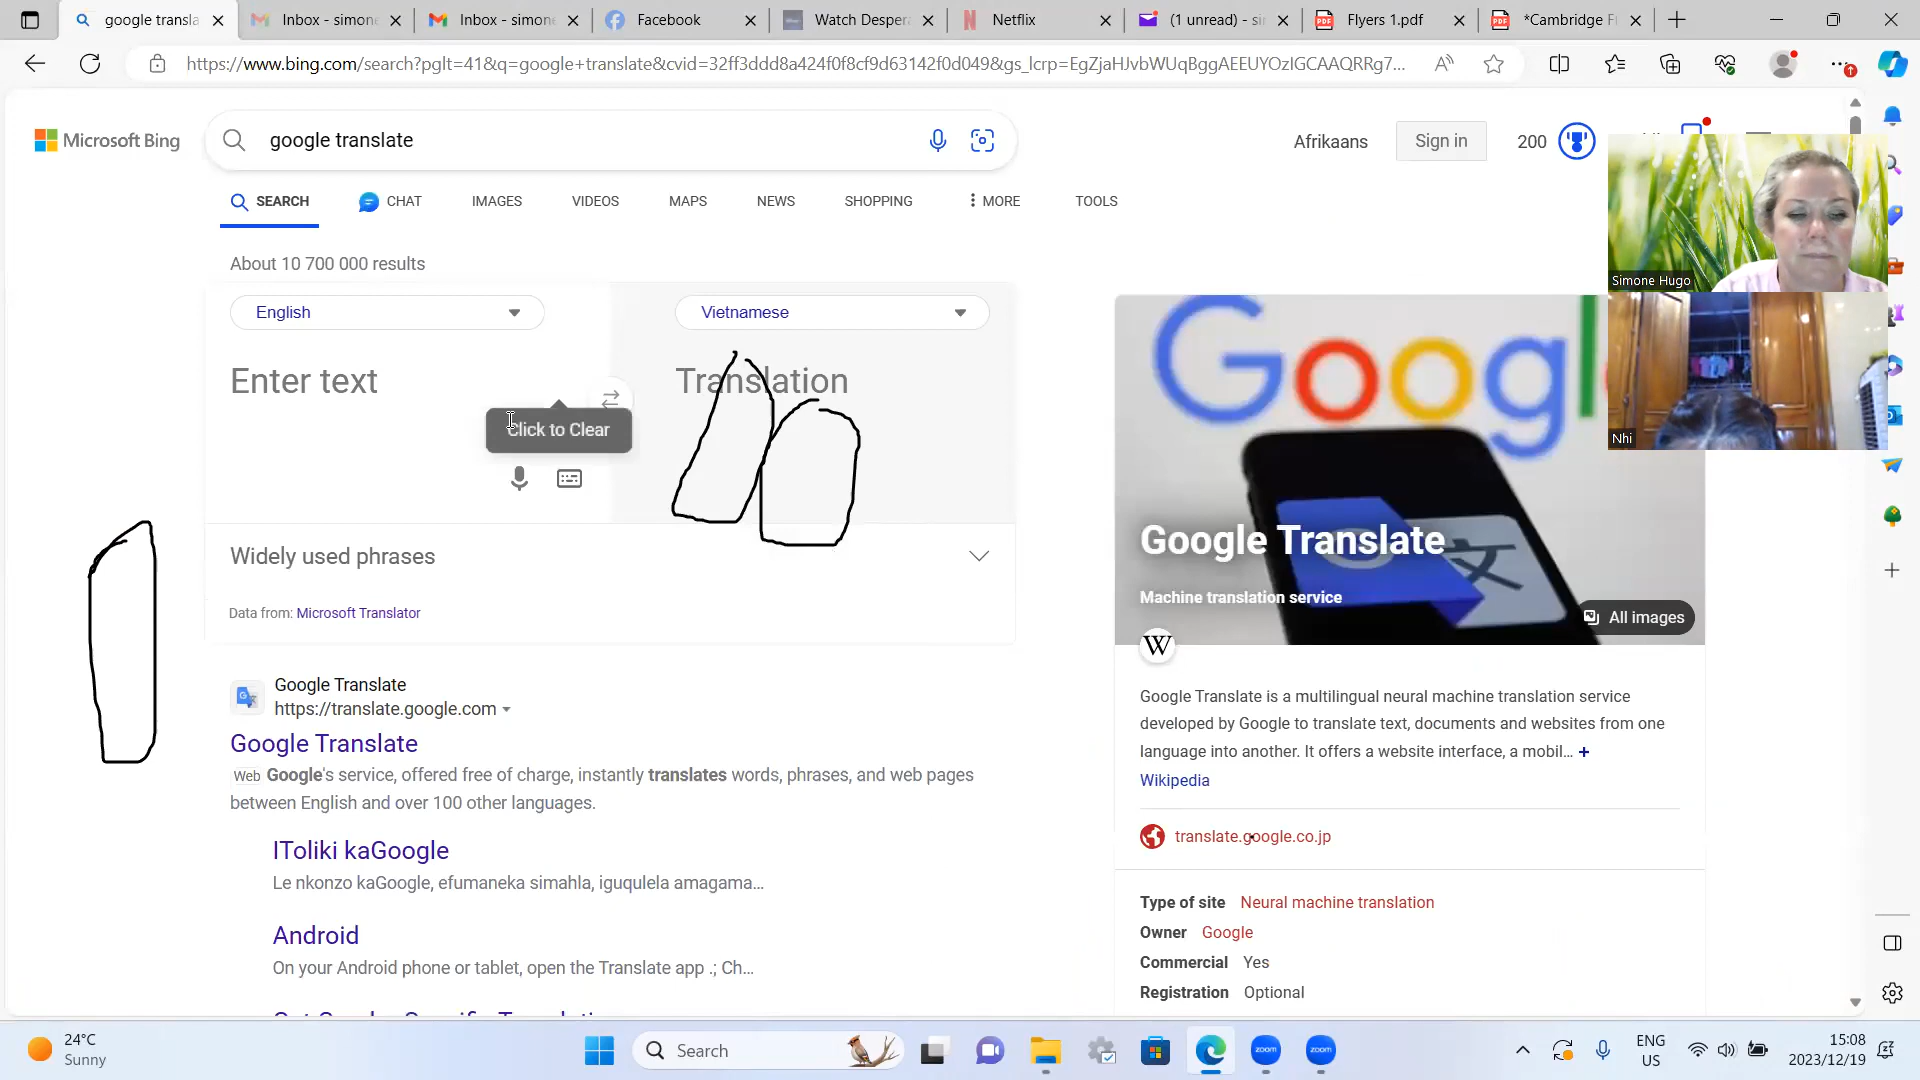 google transla
Inbox - simone
Inbox - simone
Facebook
Watch Despera
Netflix
(1 unread) - si
Flyers 1.pdf
*Cambridge F
https://www.bing.com/search?pglt=41&q=google+translate&cvid=32ff3ddd8a424f0f8cf9d63142f0d049&gs_lcrp=EgZjaHJvbWUqBggAEEUYOzIGCAAQRRg7...
Microsoft Bing
google translate
Afrikaans
Sign in
200
SEARCH
CHAT
IMAGES
VIDEOS
MAPS
NEWS
SHOPPING
MORE
TOOLS
About 10 700 000 results
English
Vietnamese
Enter text
Translation
Click to Clear
Widely used phrases
Data from: Microsoft Translator
Google Translate
https://translate.google.com
Google Translate
Web Google's service, offered free of charge, instantly translates words, phrases, and web pages
between English and over 100 other languages.
IToliki kaGoogle
Le nkonzo kaGoogle, efumaneka simahla, iguqulela amagama...
Android
On your Android phone or tablet, open the Translate app .; Ch...
Simone Hugo
Nhi
Google
Google Translate
Machine translation service
All images
W
Google Translate is a multilingual neural machine translation service
developed by Google to translate text, documents and websites from one
language into another. It offers a website interface, a mobil... +
Wikipedia
translate.google.co.jp
Type of site Neural machine translation
Owner Google
Commercial Yes
Registration Optional
24°C
Sunny
Search
zoom
zoom
ENG
US
15:08
2023/12/19